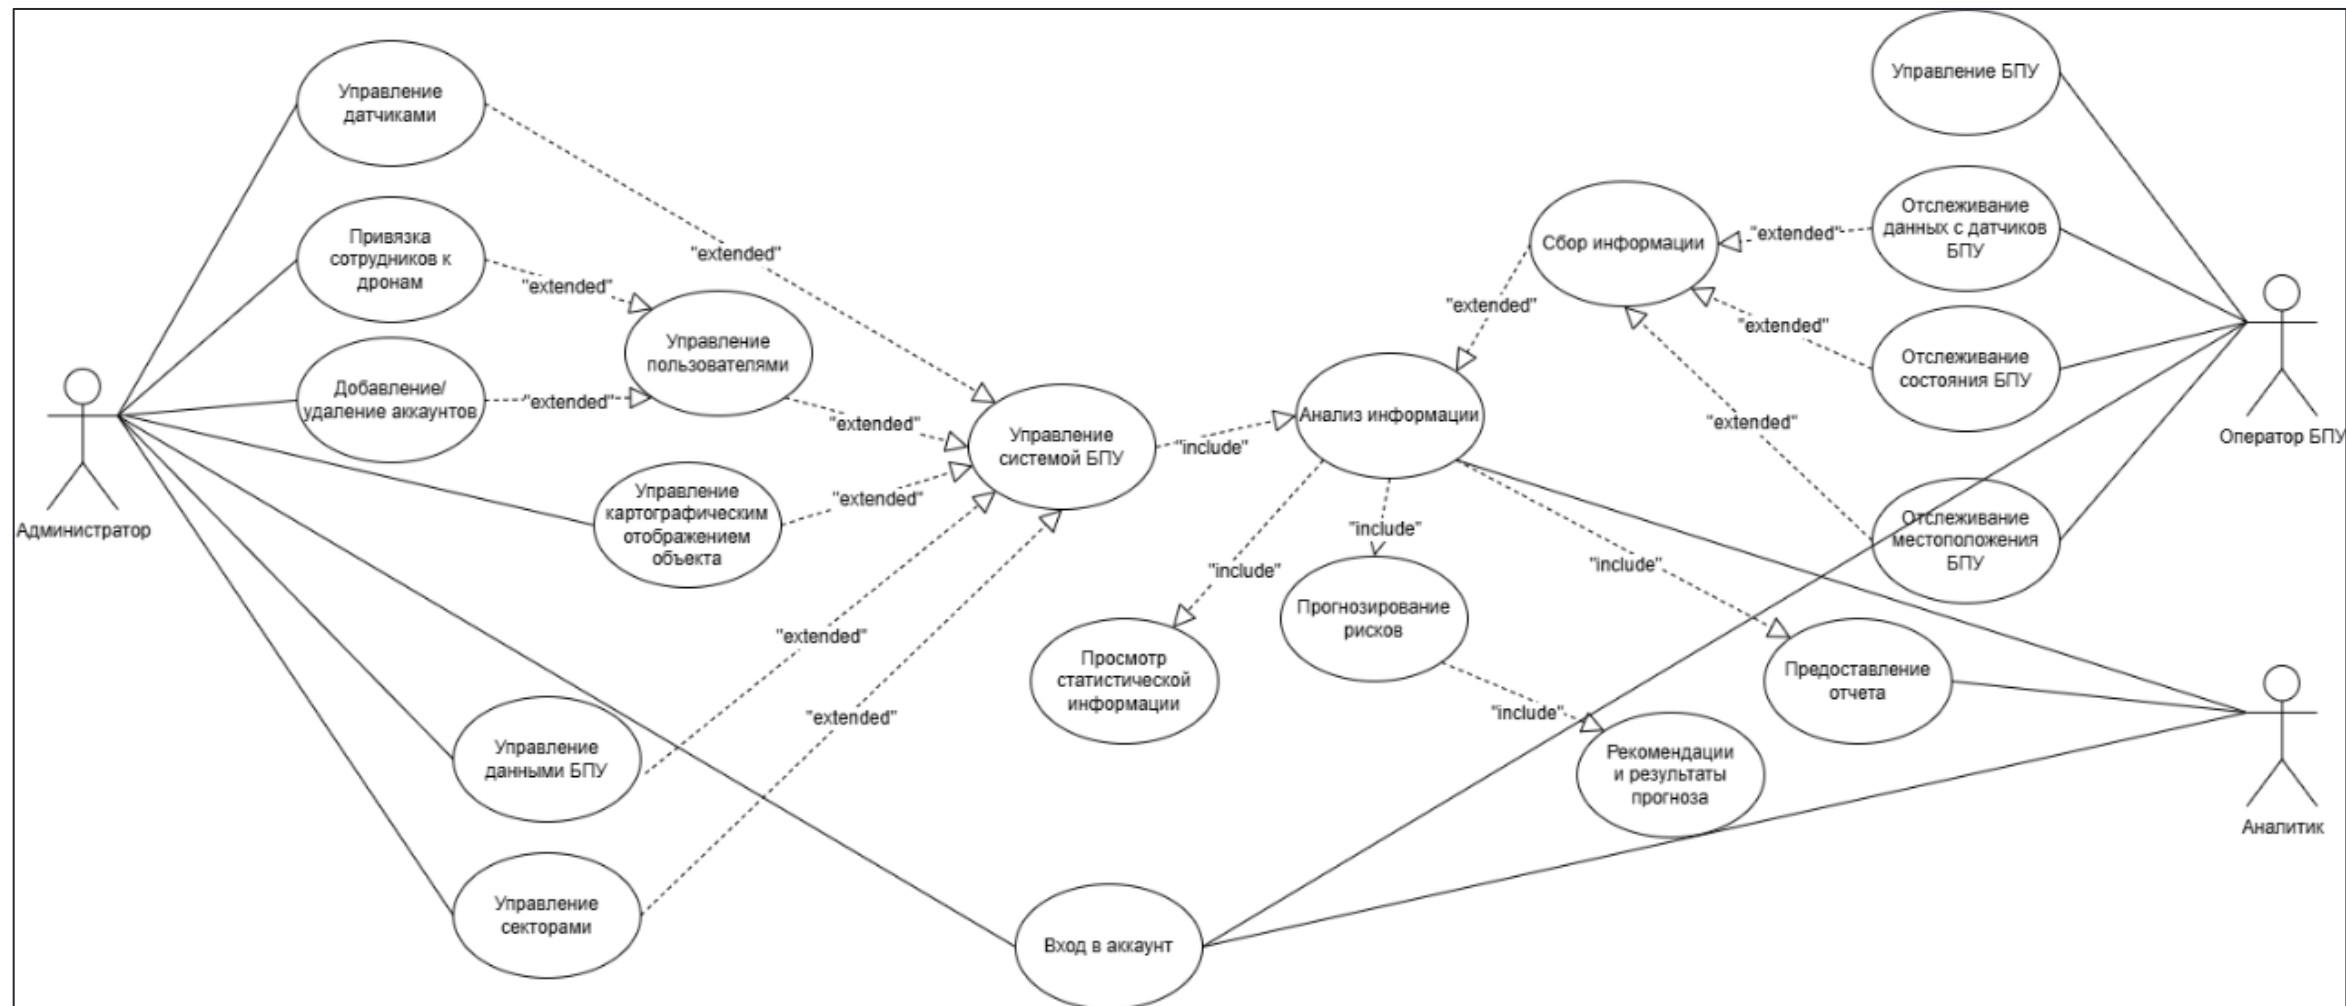 Управление
датчиками
Привязка
сотрудников к
дронам
Добавление/
удаление аккаунтов
Управление
пользователями
Управление
картографическим
отображением
объекта
Управление
данными БПУ
Управление
секторами
Администратор
"extended"
"extended"
"extended"
"extended"
"extended"
"extended"
"extended"
Управление
системой БПУ
"include"
Анализ информации
"include"
"include"
"include"
Просмотр
статистической
информации
Прогнозирование
рисков
"include"
Рекомендации
и результаты
прогноза
Предоставление
отчета
Вход в аккаунт
Сбор информации
"extended"
"extended"
"extended"
"extended"
Управление БПУ
Отслеживание
данных с датчиков
БПУ
Отслеживание
состояния БПУ
Отслеживание
местоположения
БПУ
Оператор БПУ
Аналитик